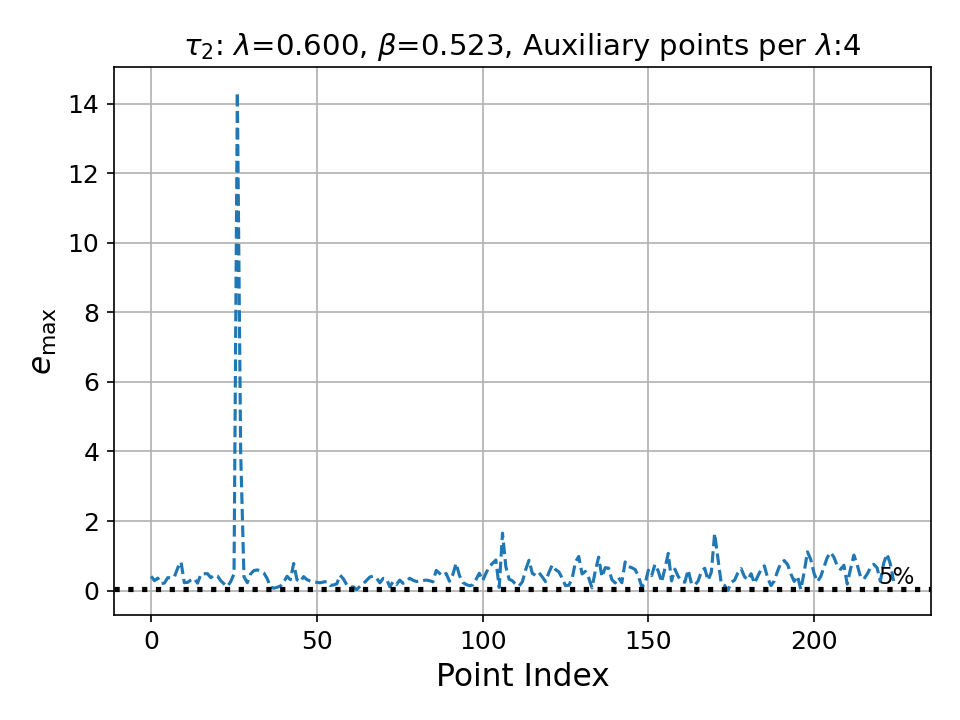 τ₂: λ=0.600, β=0.523, Auxiliary points per λ:4
14
12
10
8
6
4
2
0
e_max
5%
0 50 100 150 200
Point Index